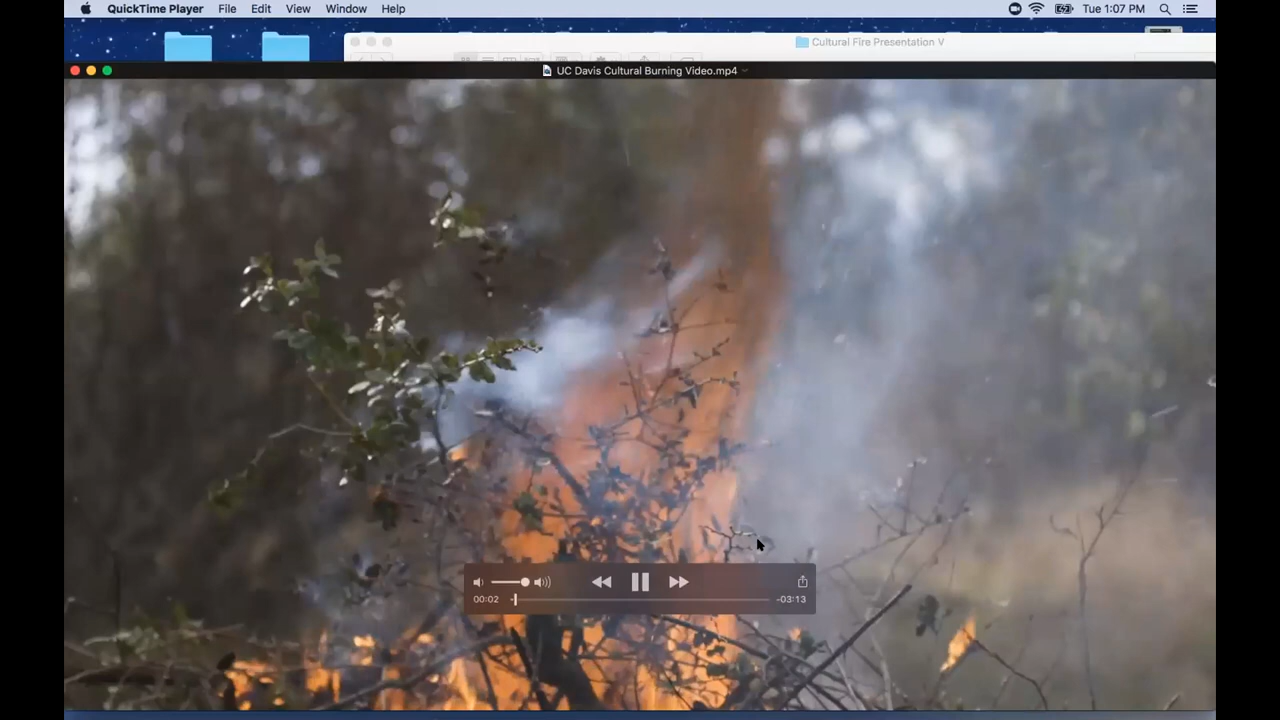 QuickTime Player File Edit View Window Help Tue 1:07 PM
Cultural Fire Presentation V
UC Davis Cultural Burning Video.mp4
00:02 -03:13